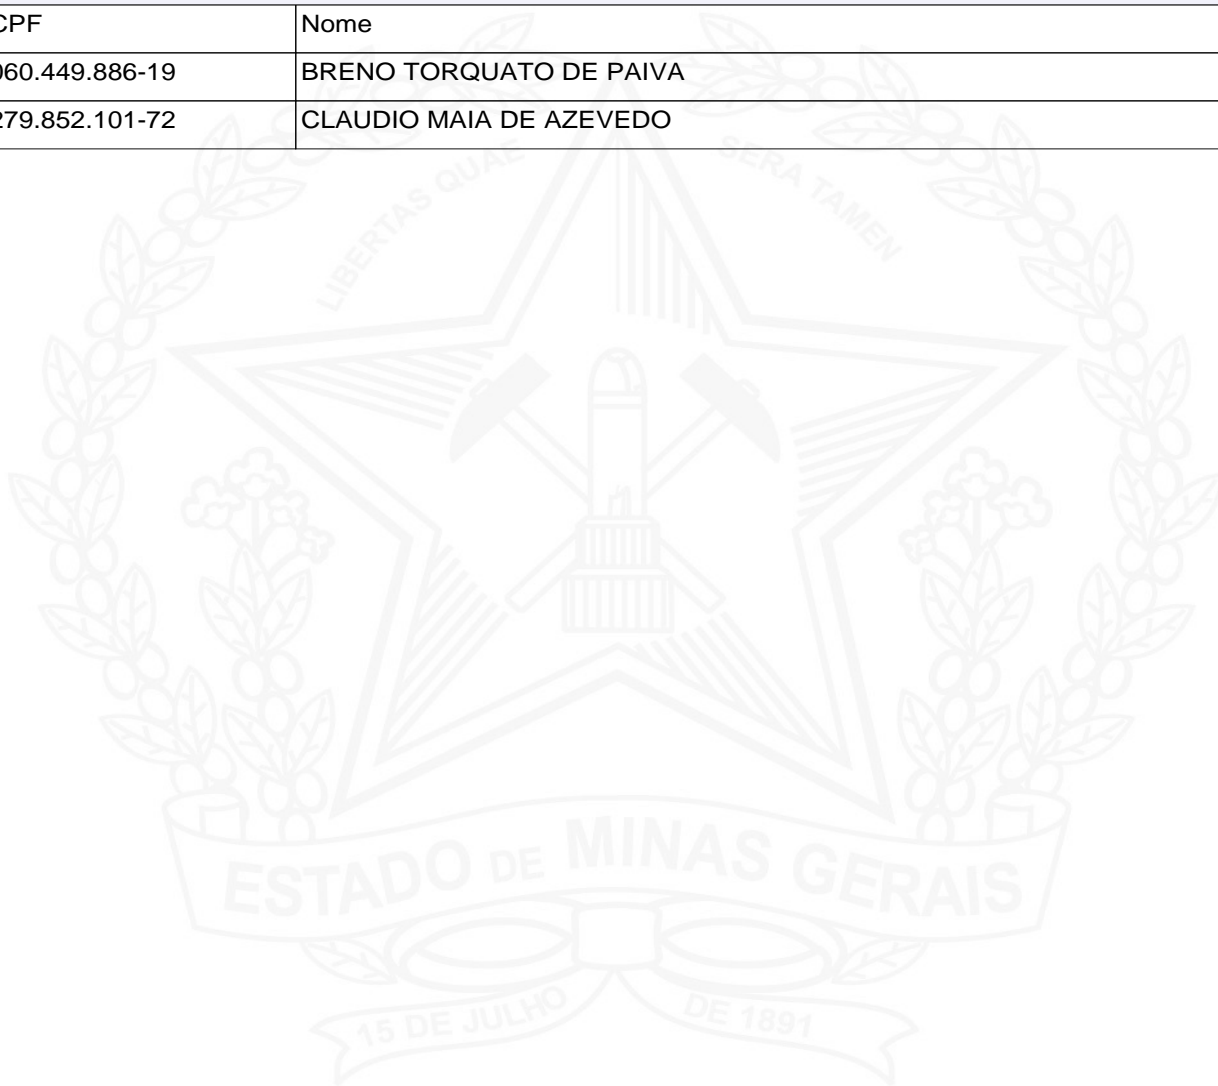 CPF Nome
060.449.886-19 BRENO TORQUATO DE PAIVA
279.852.101-72 CLAUDIO MAIA DE AZEVEDO
LIBERTAS QUAE SERA TAMEN
ESTADO DE MINAS GERAIS
15 DE JULHO DE 1891